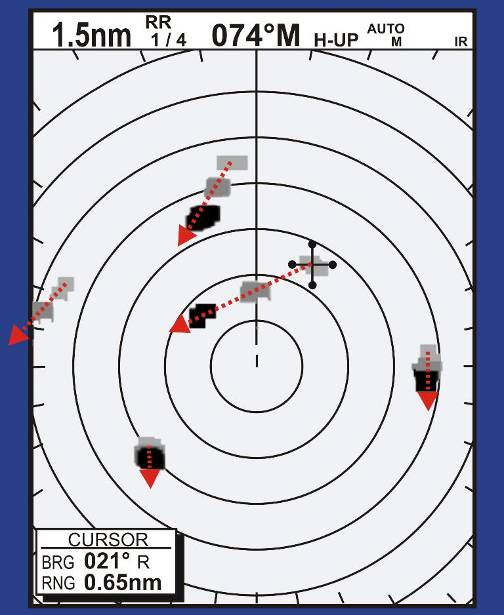 1.5nm RR 1/4 074°M H-UP AUTO M IR
CURSOR
BRG 021° R
RNG 0.65nm